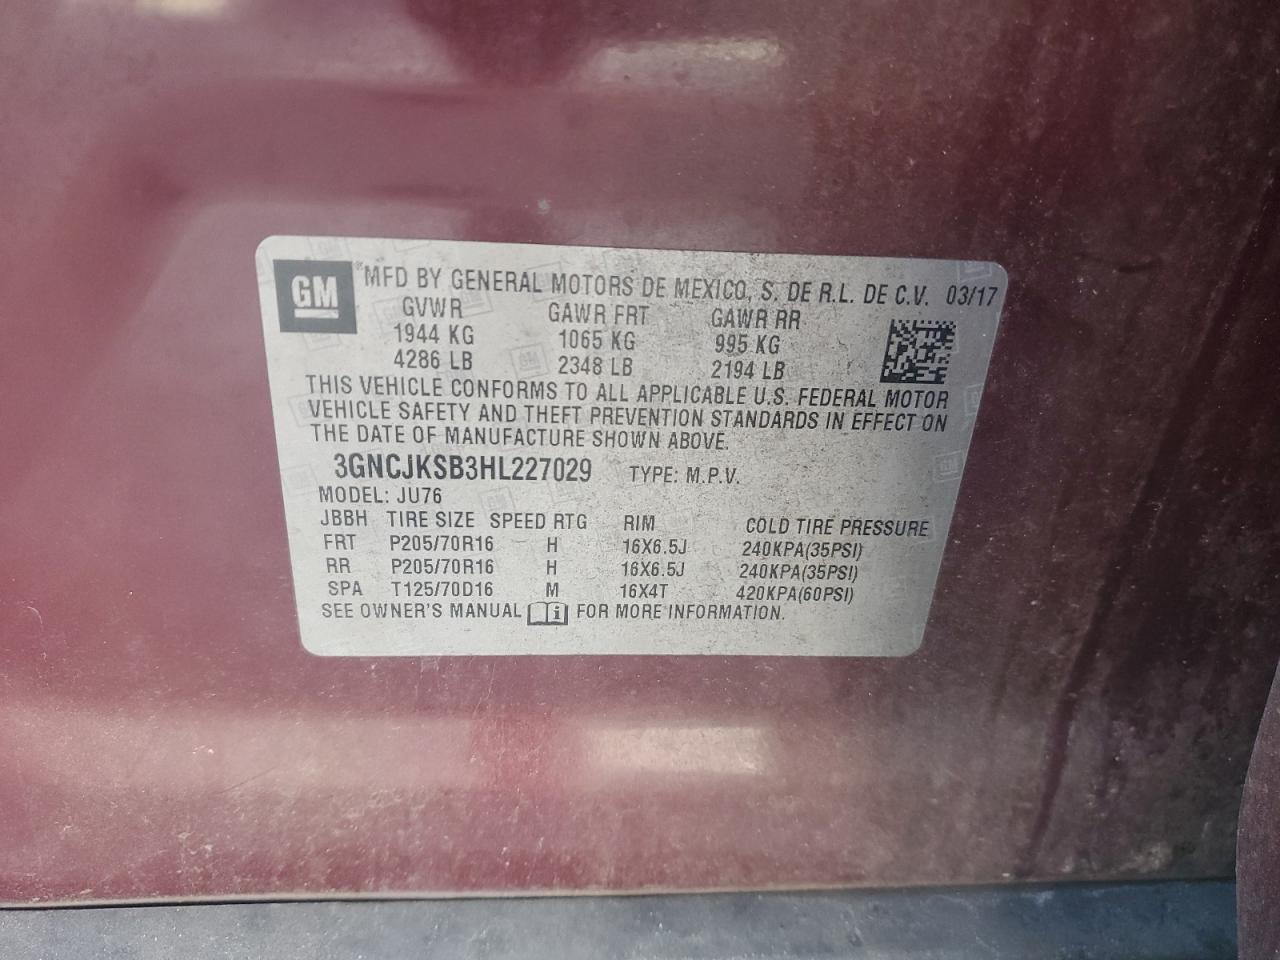 GM
® MFD BY GENERAL MOTORS DE MEXICO, S. DE R.L. DE C.V. 03/17
GVWR GAWR FRT GAWR RR
1944 KG 1065 KG 995 KG
4286 LB 2348 LB 2194 LB
THIS VEHICLE CONFORMS TO ALL APPLICABLE U.S. FEDERAL MOTOR
VEHICLE SAFETY AND THEFT PREVENTION STANDARDS IN EFFECT ON
THE DATE OF MANUFACTURE SHOWN ABOVE.
3GNCJKSB3HL227029 TYPE: M.P.V.
MODEL: JU76
JBBH TIRE SIZE SPEED RTG RIM COLD TIRE PRESSURE
FRT P205/70R16 H 16X6.5J 240KPA(35PSI)
RR P205/70R16 H 16X6.5J 240KPA(35PSI)
SPA T125/70D16 M 16X4T 420KPA(60PSI)
SEE OWNER'S MANUAL i FOR MORE INFORMATION.